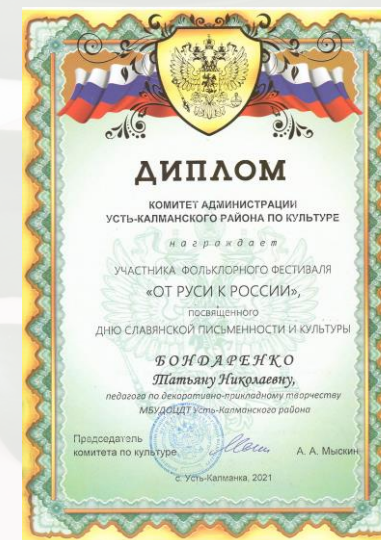 ДИПЛОМ
КОМИТЕТ АДМИНИСТРАЦИИ
УСТЬ-КАЛМАНСКОГО РАЙОНА ПО КУЛЬТУРЕ
награждает
УЧАСТНИКА ФОЛЬКЛОРНОГО ФЕСТИВАЛЯ
«ОТ РУСИ К РОССИИ»,
посвященного
ДНЮ СЛАВЯНСКОЙ ПИСЬМЕННОСТИ И КУЛЬТУРЫ
БОНДАРЕНКО
Татьяну Николаевну,
педагога по декоративно-прикладному творчеству
МБУДОЦДТ Усть-Калманского района
Председатель
комитета по культуре А. А. Мыскин
с. Усть-Калманка, 2021